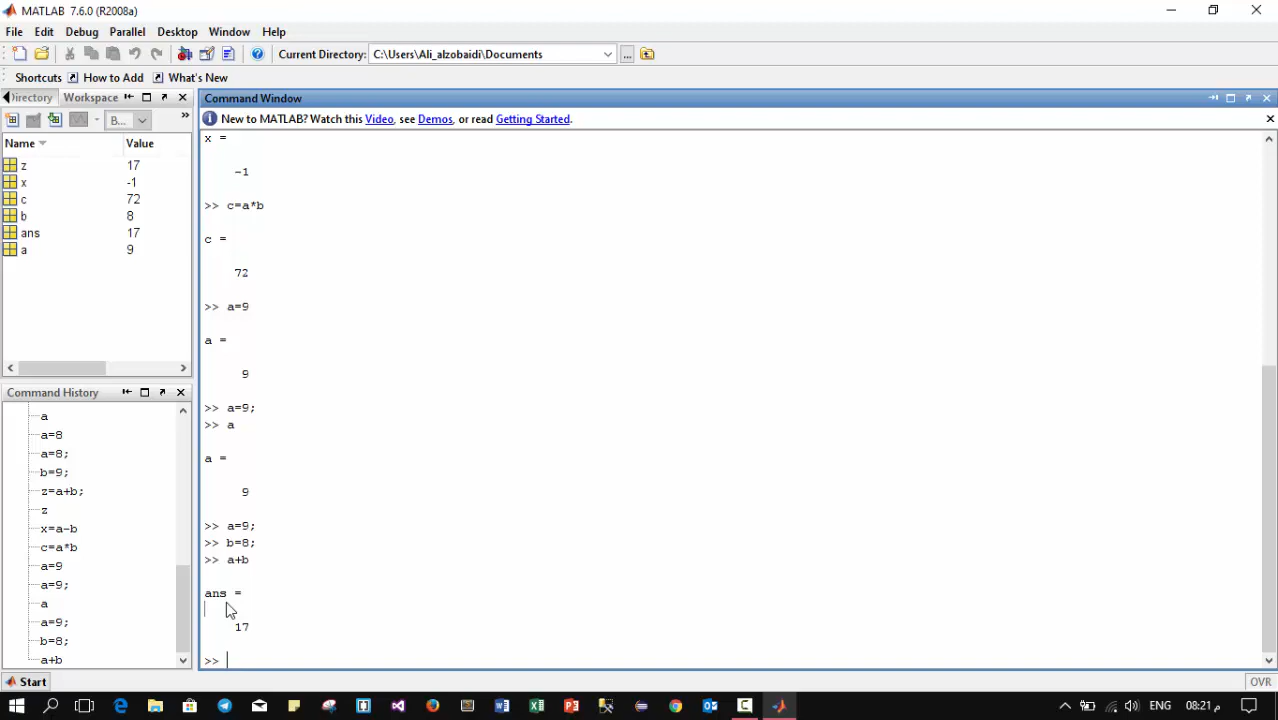 MATLAB 7.6.0 (R2008a)
File Edit Debug Parallel Desktop Window Help
Current Directory: C:\Users\Ali_alzobaidi\Documents ...
Shortcuts How to Add What's New
Directory Workspace
B...
Name Value
z 17
x -1
c 72
b 8
ans 17
a 9
Command History
a
a=8
a=8;
b=9;
z=a+b;
z
x=a-b
c=a*b
a=9
a=9;
a
a=9;
b=8;
a+b
Command Window
New to MATLAB? Watch this Video, see Demos, or read Getting Started.
x =
-1
>> c=a*b
c =
72
>> a=9
a =
9
>> a=9;
>> a
a =
9
>> a=9;
>> b=8;
>> a+b
ans =
17
>>
Start OVR
ENG 08:21 م